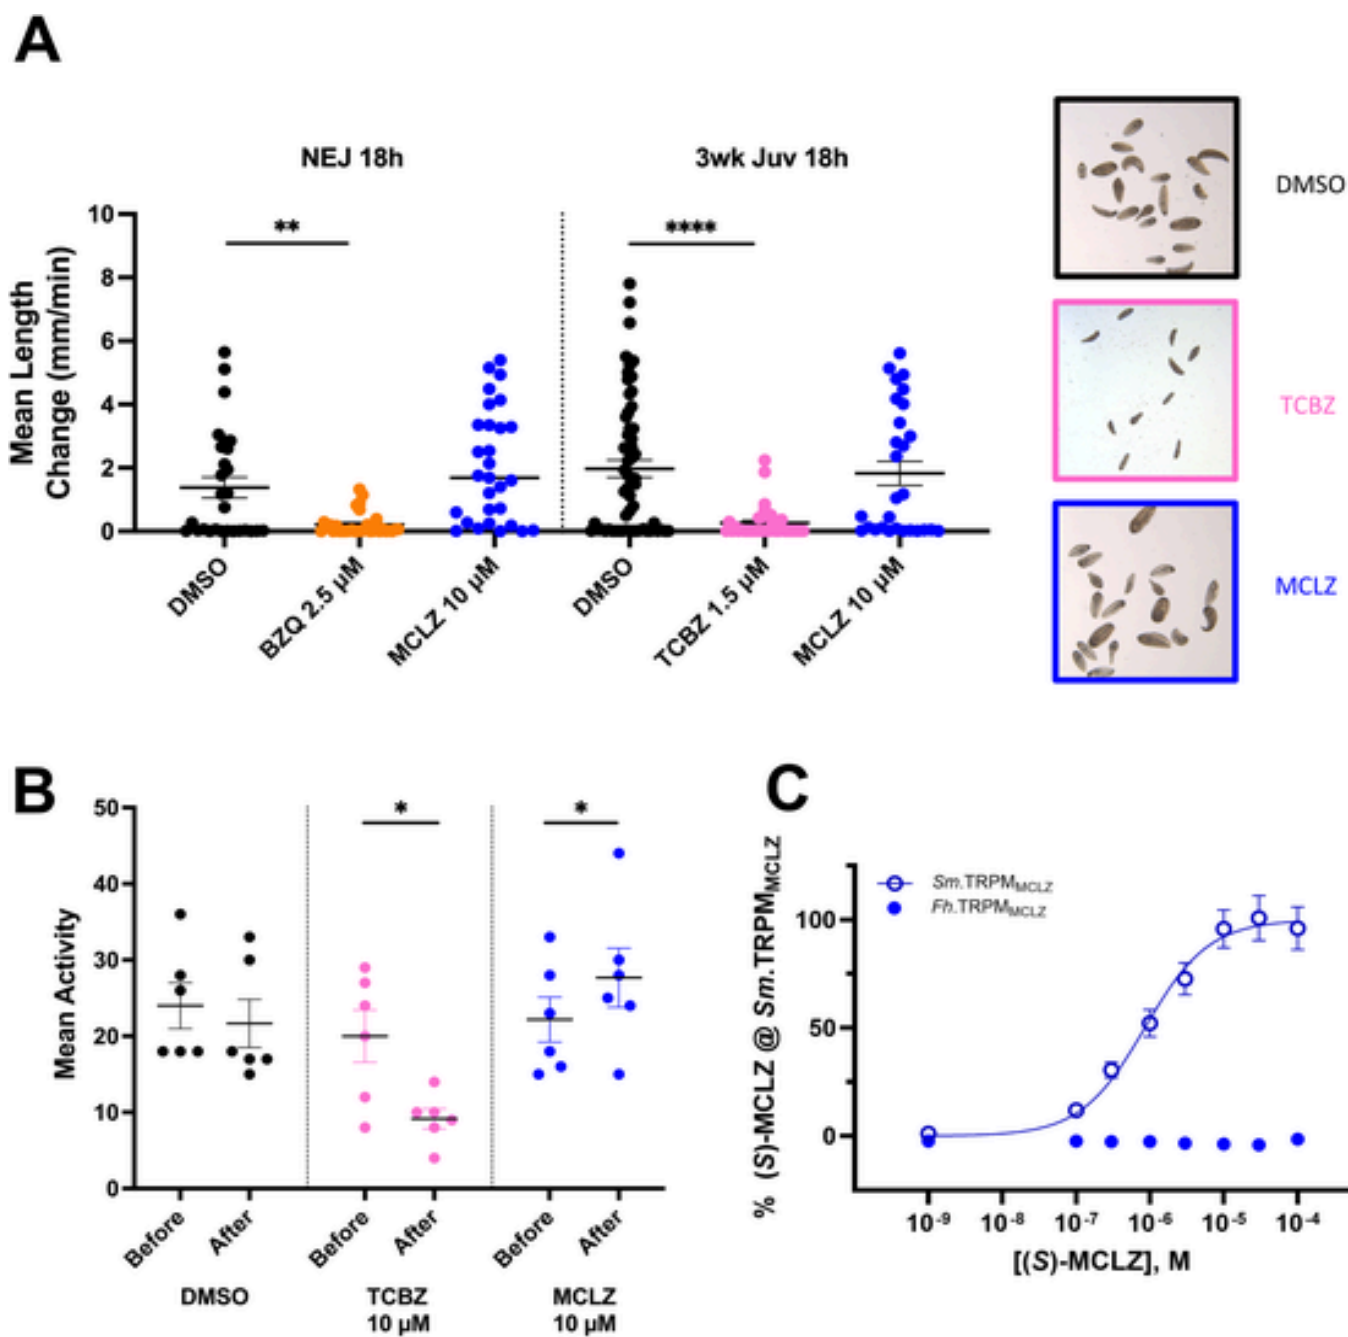 A
NEJ 18h
3wk Juv 18h
**
****
Mean Length
Change (mm/min)
10
8
6
4
2
0
DMSO
BZQ 2.5 µM
MCLZ 10 µM
DMSO
TCBZ 1.5 µM
MCLZ 10 µM
DMSO
TCBZ
MCLZ
B
Mean Activity
50
40
30
20
10
0
*
*
Before
After
Before
After
Before
After
DMSO
TCBZ
10 µM
MCLZ
10 µM
C
% (S)-MCLZ @ Sm.TRPMMCLZ
Sm.TRPMMCLZ
Fh.TRPMMCLZ
100
50
0
10-9
10-8
10-7
10-6
10-5
10-4
[(S)-MCLZ], M